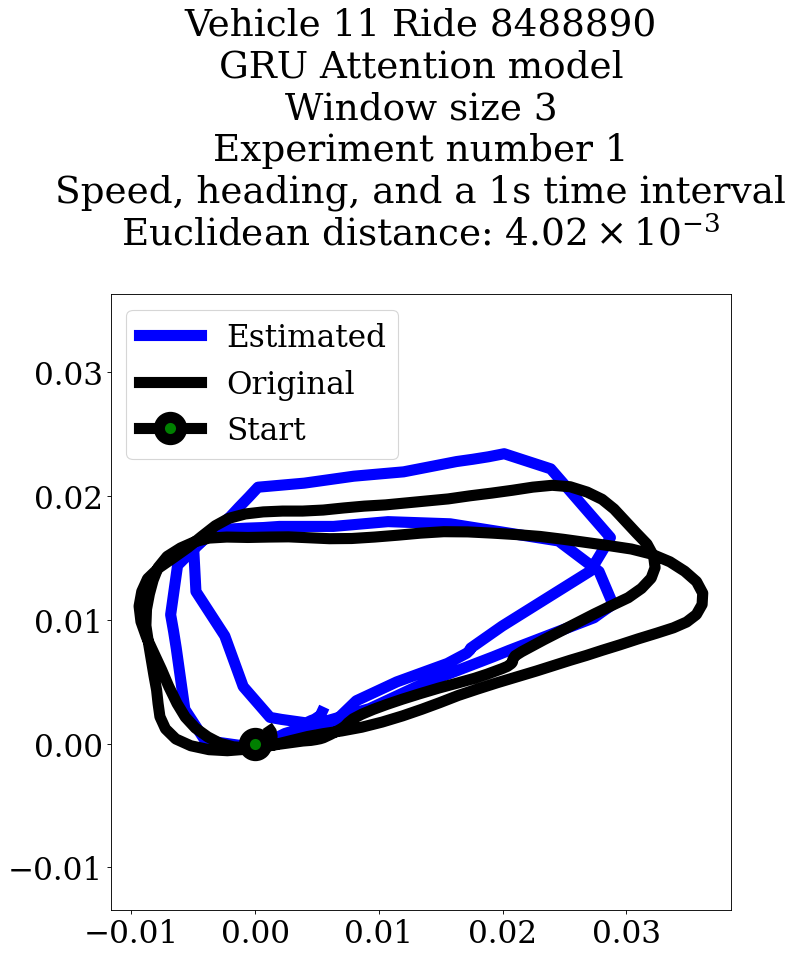 Vehicle 11 Ride 8488890
GRU Attention model
Window size 3
Experiment number 1
Speed, heading, and a 1s time interval
Euclidean distance: 4.02 × 10⁻³
Estimated
Original
Start
0.03
0.02
0.01
0.00
−0.01
−0.01 0.00 0.01 0.02 0.03